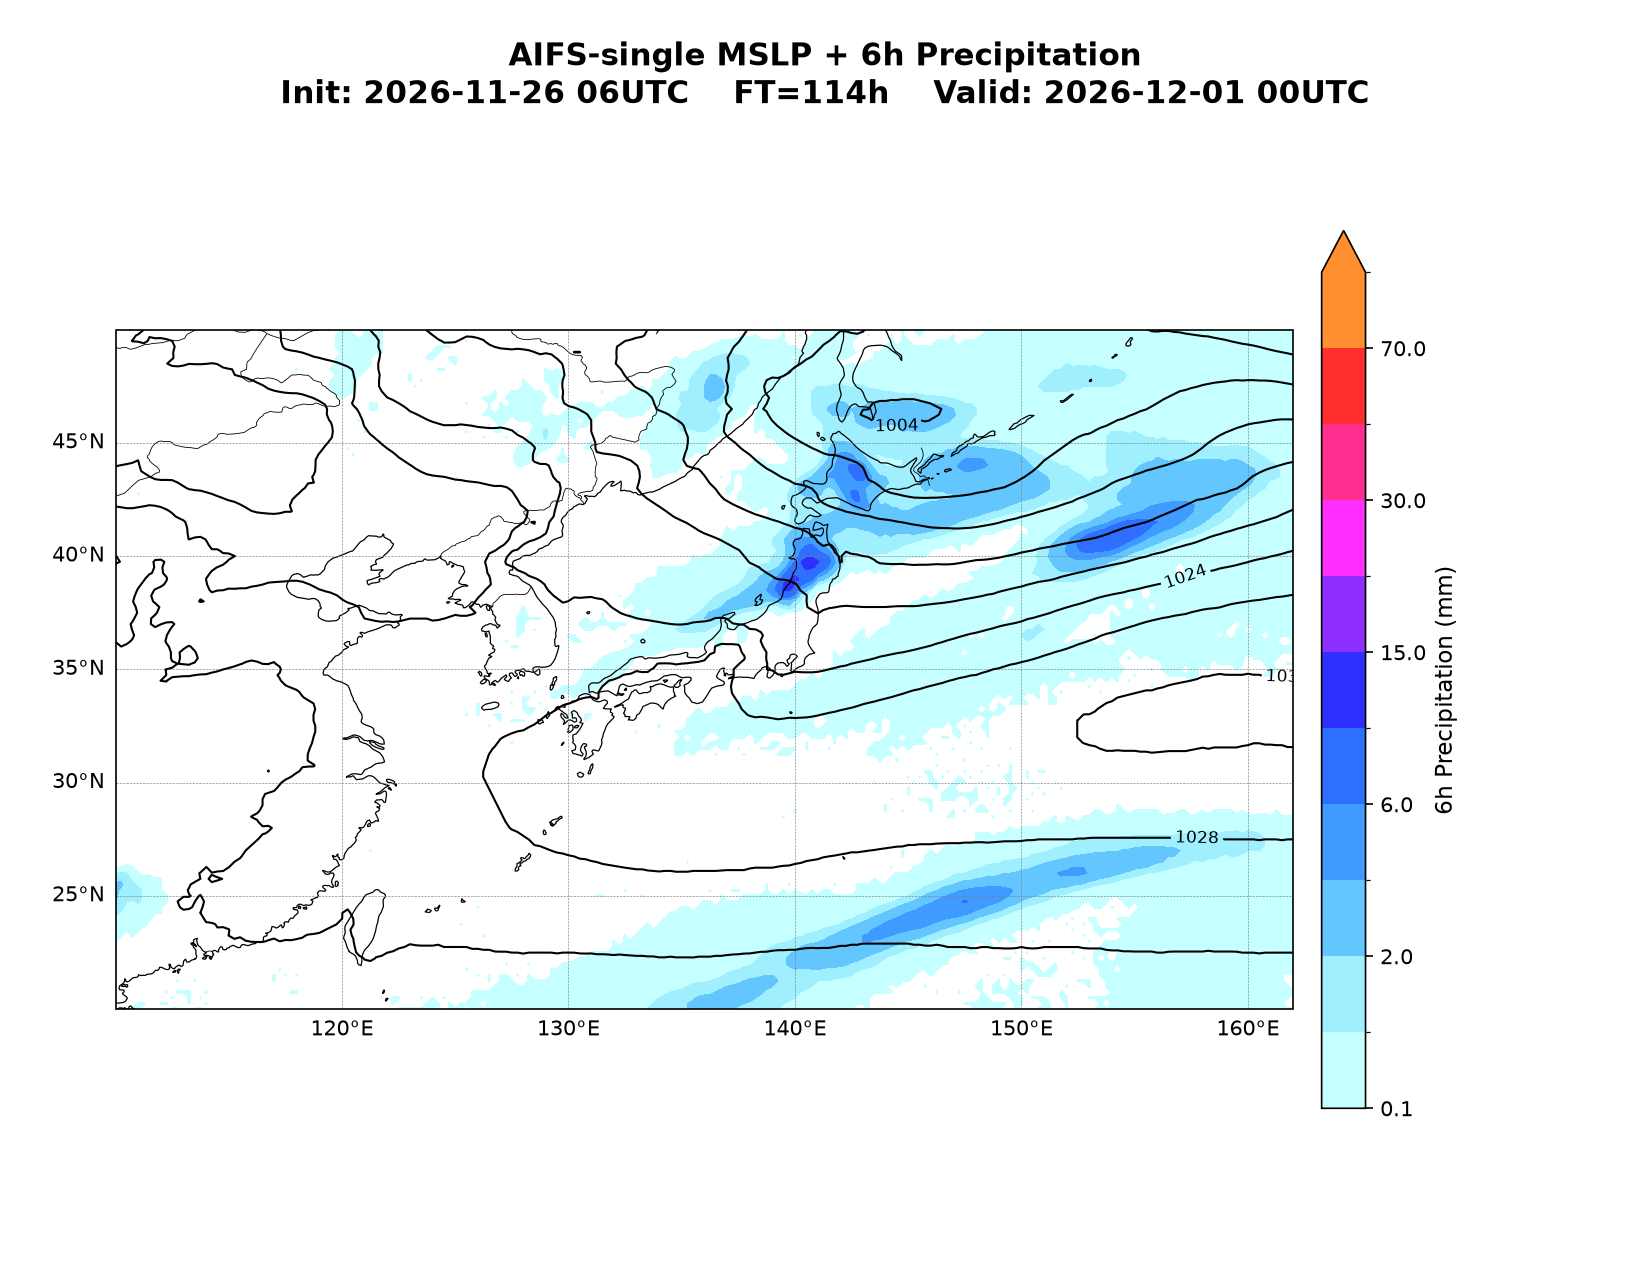 AIFS-single MSLP + 6h Precipitation
Init: 2026-11-26 06UTC    FT=114h    Valid: 2026-12-01 00UTC
70.0
30.0
15.0
6.0
2.0
0.1
6h Precipitation (mm)
45°N
40°N
35°N
30°N
25°N
120°E
130°E
140°E
150°E
160°E
1004
1024
1028